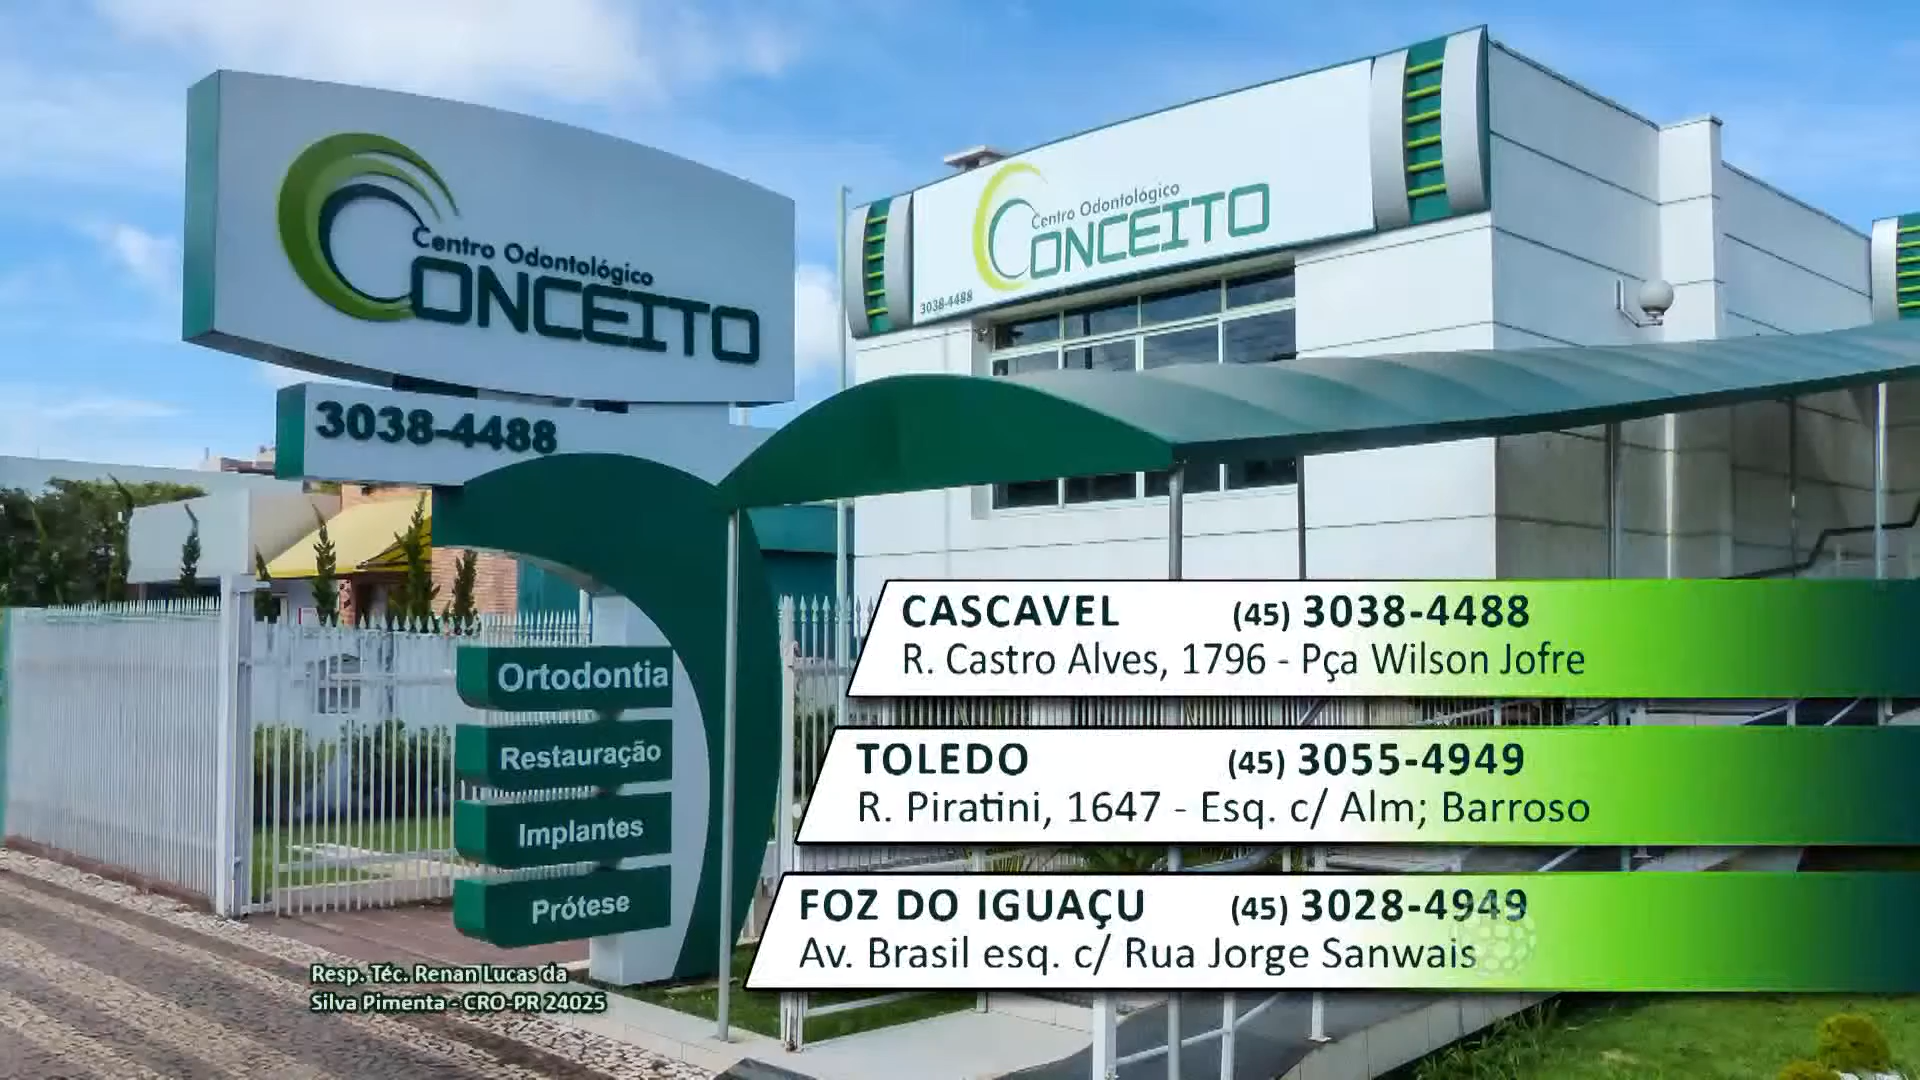 Centro Odontológico
CONCEITO
3038-4488
Centro Odontológico
CONCEITO
3038-4488
Ortodontia
Restauração
Implantes
Prótese
CASCAVEL (45) 3038-4488
R. Castro Alves, 1796 - Pça Wilson Jofre
TOLEDO (45) 3055-4949
R. Piratini, 1647 - Esq. c/ Alm; Barroso
FOZ DO IGUAÇU (45) 3028-4949
Av. Brasil esq. c/ Rua Jorge Sanwais
Resp. Téc. Renan Lucas da
Silva Pimenta - CRO-PR 24025